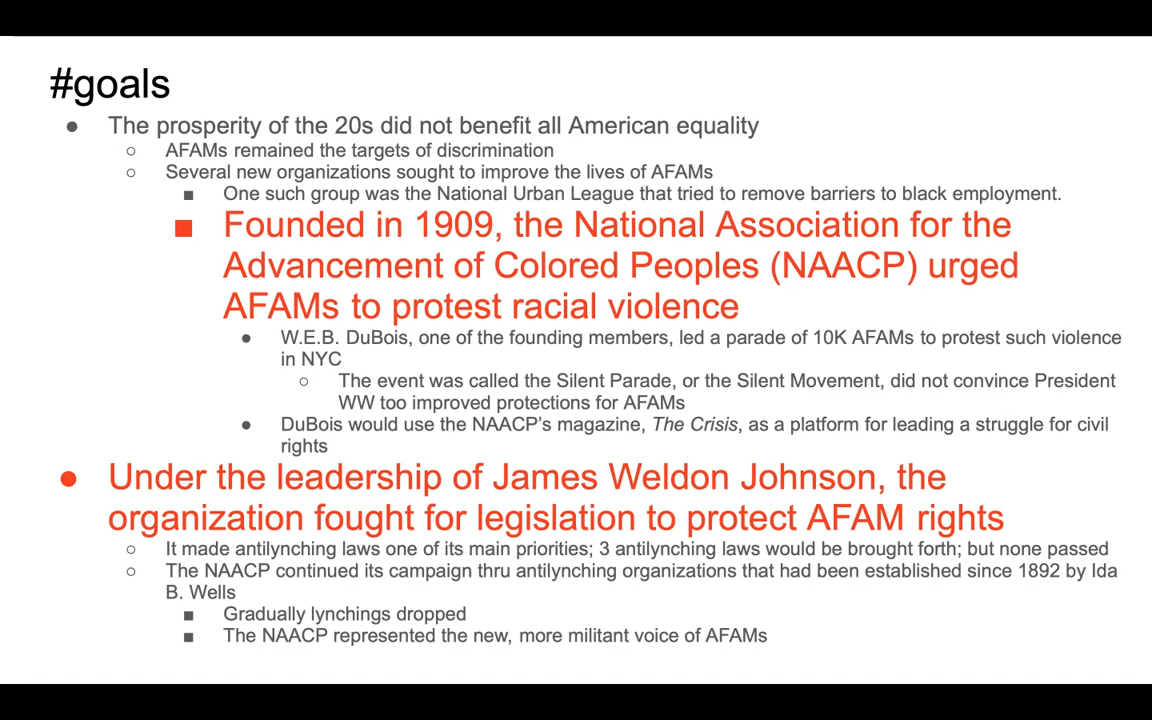 #goals
● The prosperity of the 20s did not benefit all American equality
○ AFAMs remained the targets of discrimination
○ Several new organizations sought to improve the lives of AFAMs
■ One such group was the National Urban League that tried to remove barriers to black employment.
■ Founded in 1909, the National Association for the
Advancement of Colored Peoples (NAACP) urged
AFAMs to protest racial violence
● W.E.B. DuBois, one of the founding members, led a parade of 10K AFAMs to protest such violence
in NYC
○ The event was called the Silent Parade, or the Silent Movement, did not convince President
WW too improved protections for AFAMs
● DuBois would use the NAACP's magazine, The Crisis, as a platform for leading a struggle for civil
rights
● Under the leadership of James Weldon Johnson, the
organization fought for legislation to protect AFAM rights
○ It made antilynching laws one of its main priorities; 3 antilynching laws would be brought forth; but none passed
○ The NAACP continued its campaign thru antilynching organizations that had been established since 1892 by Ida
B. Wells
■ Gradually lynchings dropped
■ The NAACP represented the new, more militant voice of AFAMs